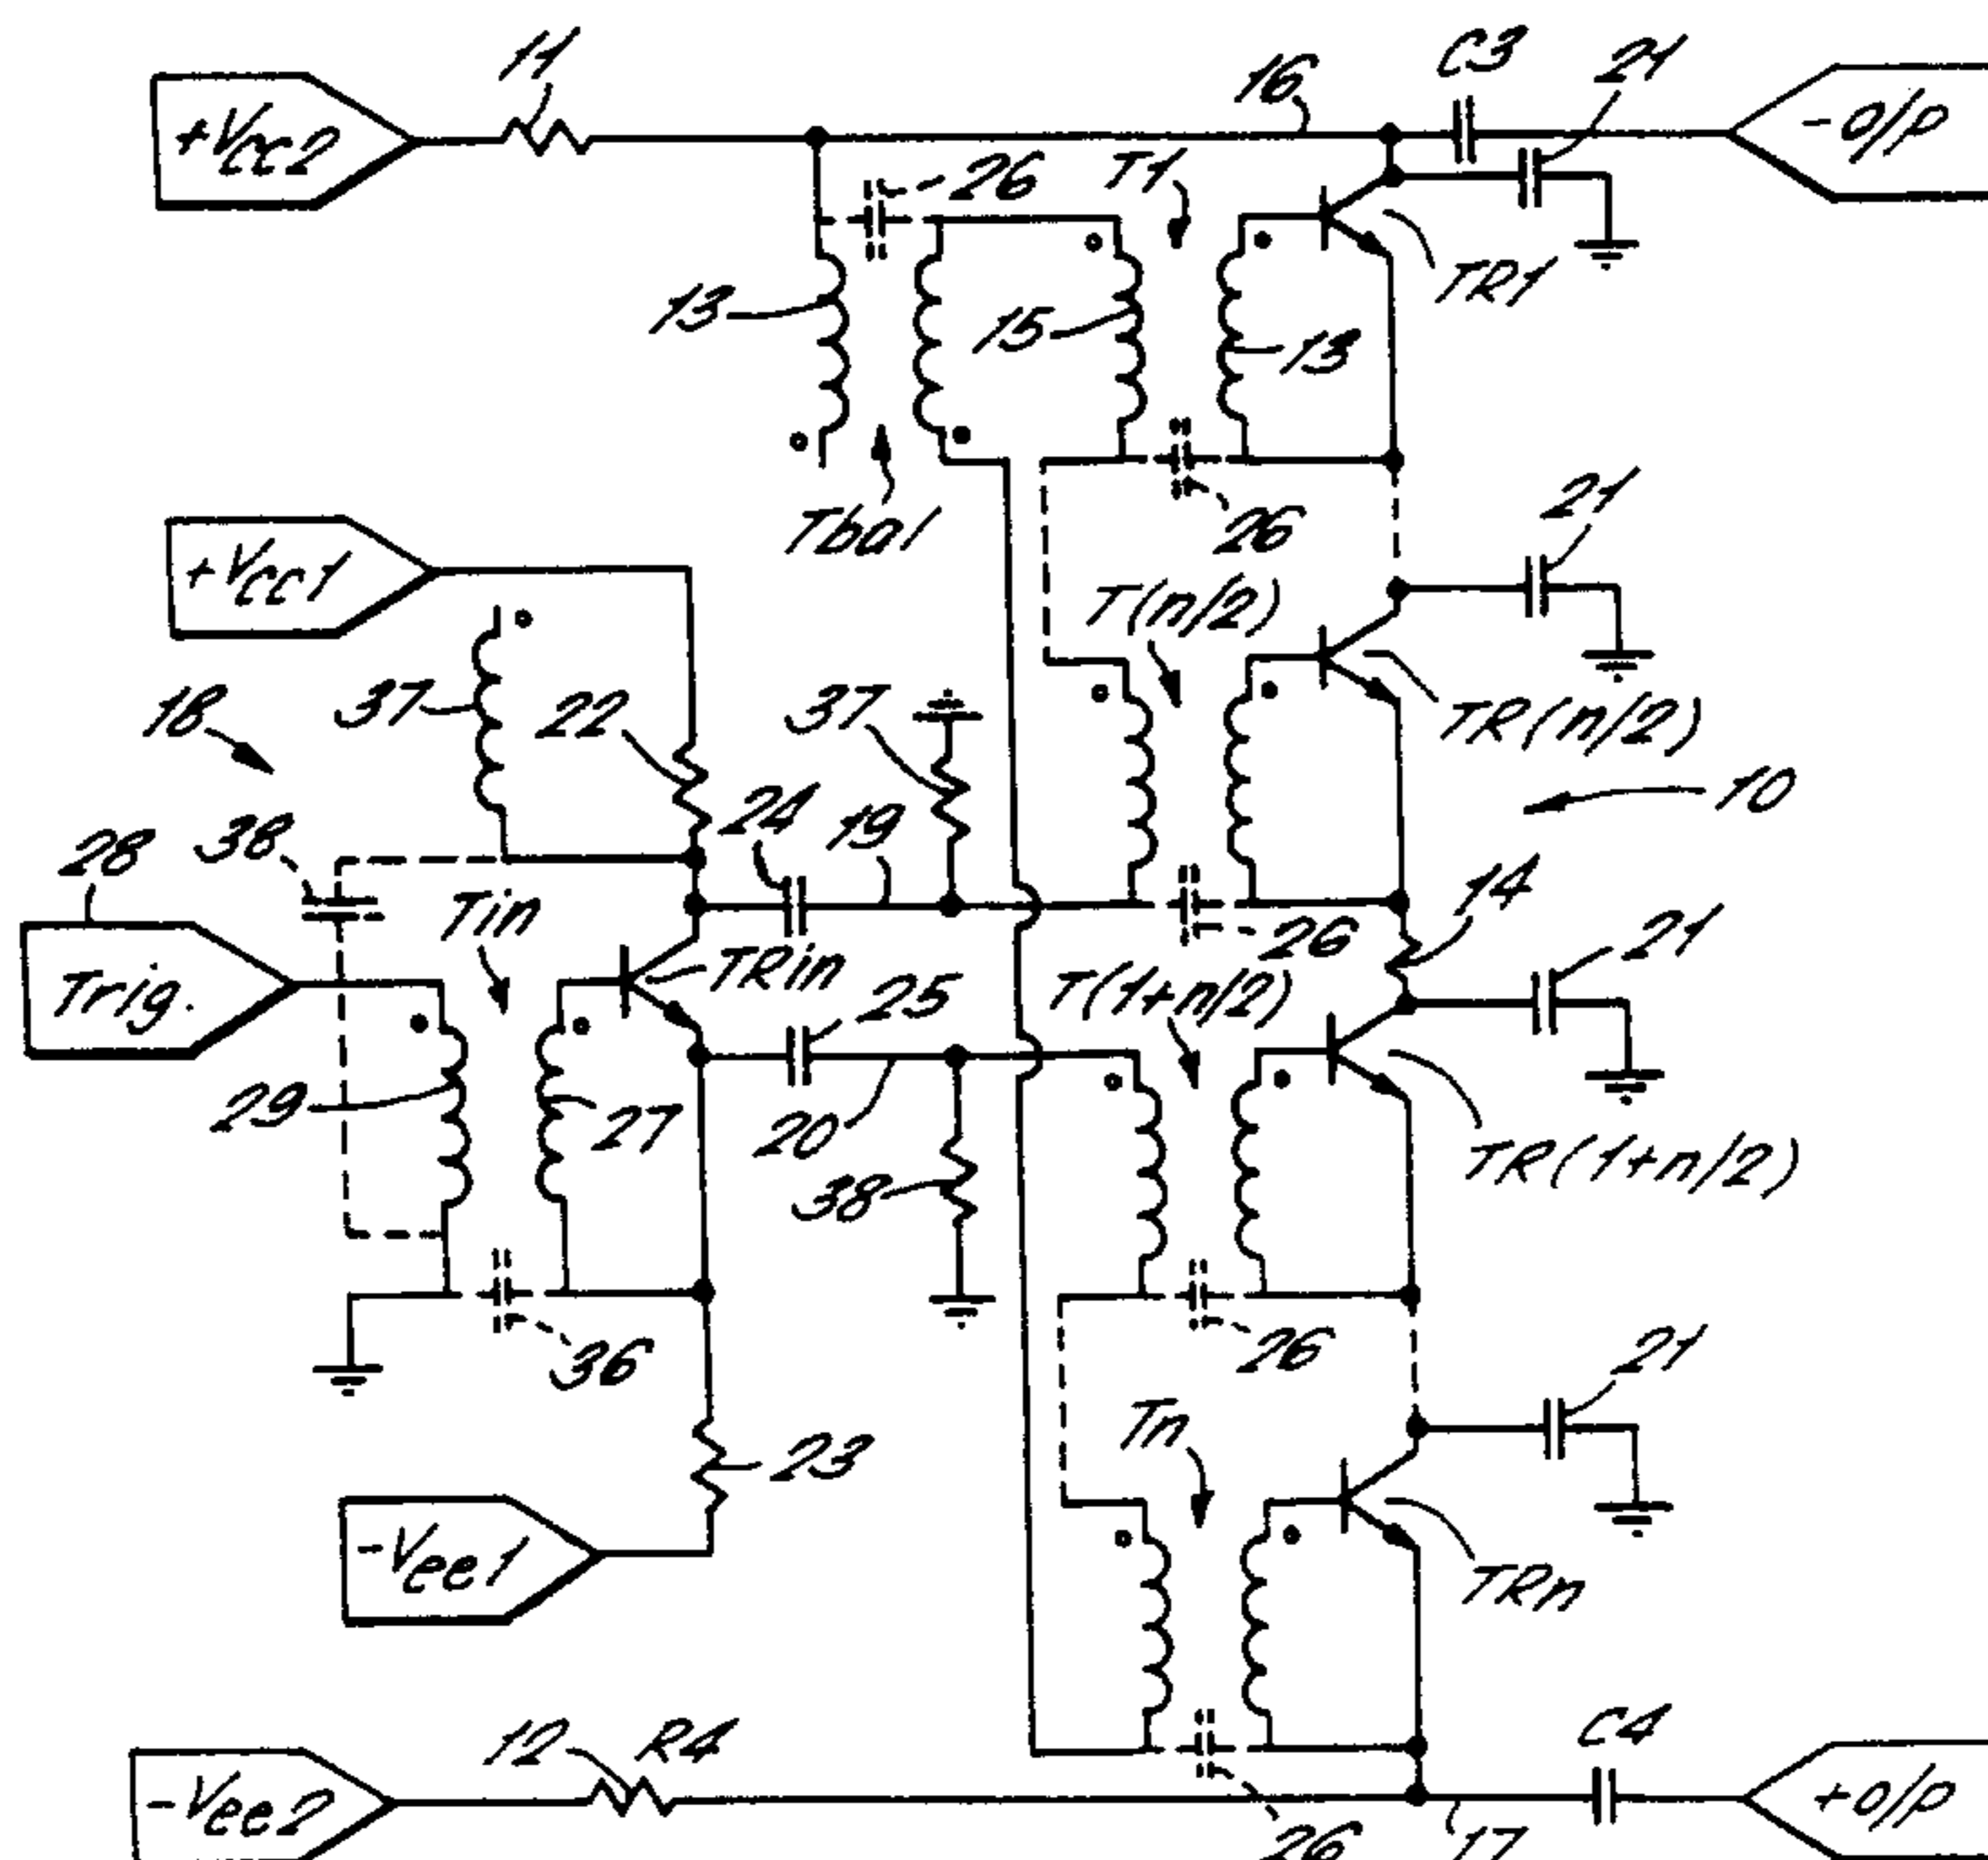 11
16
C3
21
+Vcc2
-o/p
26
T1
TR1
13
15
13
Tbal
26
21
+Vcc1
T(n/2)
37
22
37
TR(n/2)
18
10
28
38
24
19
14
Tin
TRin
26
21
Trig.
25
T(1+n/2)
29
27
20
38
TR(1+n/2)
36
26
21
Tn
23
-Vee1
TRn
12
R4
C4
-Vee2
+o/p
26
17